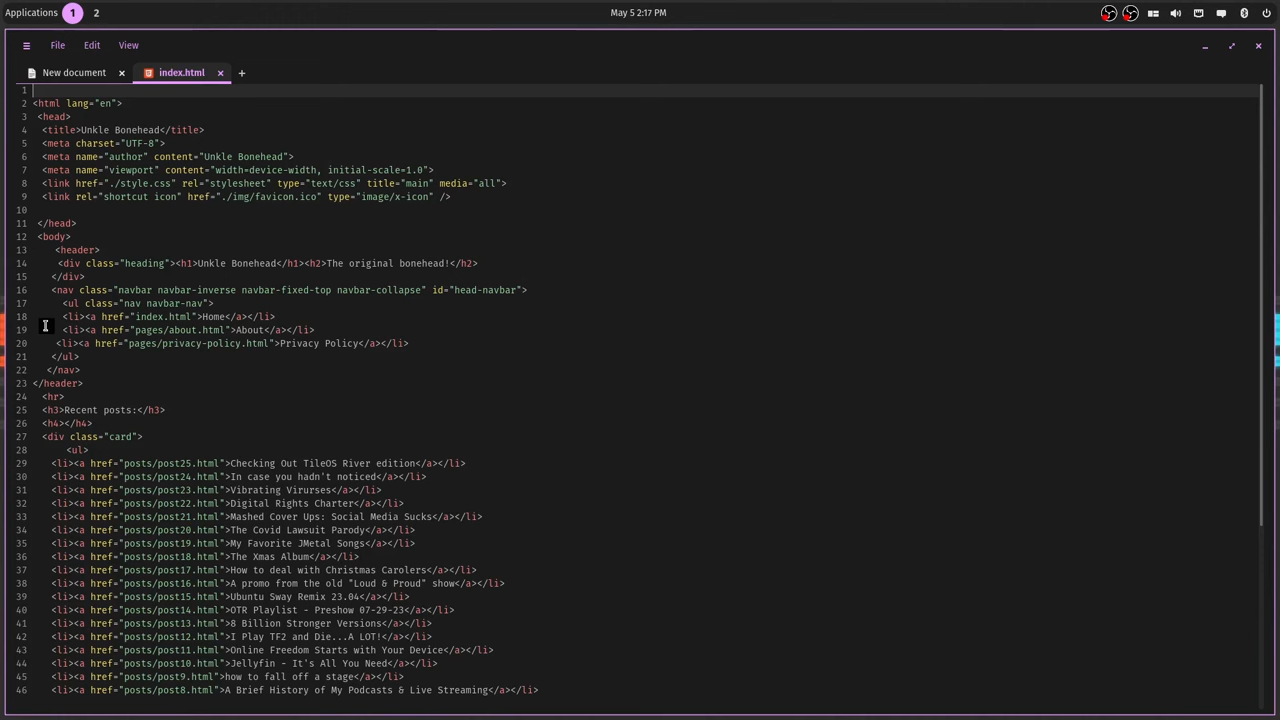 Applications 1 2 May 5 2:17 PM
File Edit View
New document × index.html × +
1
2 <html lang="en">
3 <head>
4 <title>Unkle Bonehead</title>
5 <meta charset="UTF-8">
6 <meta name="author" content="Unkle Bonehead">
7 <meta name="viewport" content="width=device-width, initial-scale=1.0">
8 <link href="./style.css" rel="stylesheet" type="text/css" title="main" media="all">
9 <link rel="shortcut icon" href="./img/favicon.ico" type="image/x-icon" />
10
11 </head>
12 <body>
13 <header>
14 <div class="heading"><h1>Unkle Bonehead</h1><h2>The original bonehead!</h2>
15 </div>
16 <nav class="navbar navbar-inverse navbar-fixed-top navbar-collapse" id="head-navbar">
17 <ul class="nav navbar-nav">
18 <li><a href="index.html">Home</a></li>
19 <li><a href="pages/about.html">About</a></li>
20 <li><a href="pages/privacy-policy.html">Privacy Policy</a></li>
21 </ul>
22 </nav>
23 </header>
24 <hr>
25 <h3>Recent posts:</h3>
26 <h4></h4>
27 <div class="card">
28 <ul>
29 <li><a href="posts/post25.html">Checking Out TileOS River edition</a></li>
30 <li><a href="posts/post24.html">In case you hadn't noticed</a></li>
31 <li><a href="posts/post23.html">Vibrating Virurses</a></li>
32 <li><a href="posts/post22.html">Digital Rights Charter</a></li>
33 <li><a href="posts/post21.html">Mashed Cover Ups: Social Media Sucks</a></li>
34 <li><a href="posts/post20.html">The Covid Lawsuit Parody</a></li>
35 <li><a href="posts/post19.html">My Favorite JMetal Songs</a></li>
36 <li><a href="posts/post18.html">The Xmas Album</a></li>
37 <li><a href="posts/post17.html">How to deal with Christmas Carolers</a></li>
38 <li><a href="posts/post16.html">A promo from the old "Loud & Proud" show</a></li>
39 <li><a href="posts/post15.html">Ubuntu Sway Remix 23.04</a></li>
40 <li><a href="posts/post14.html">OTR Playlist - Preshow 07-29-23</a></li>
41 <li><a href="posts/post13.html">8 Billion Stronger Versions</a></li>
42 <li><a href="posts/post12.html">I Play TF2 and Die...A LOT!</a></li>
43 <li><a href="posts/post11.html">Online Freedom Starts with Your Device</a></li>
44 <li><a href="posts/post10.html">Jellyfin - It's All You Need</a></li>
45 <li><a href="posts/post9.html">how to fall off a stage</a></li>
46 <li><a href="posts/post8.html">A Brief History of My Podcasts & Live Streaming</a></li>